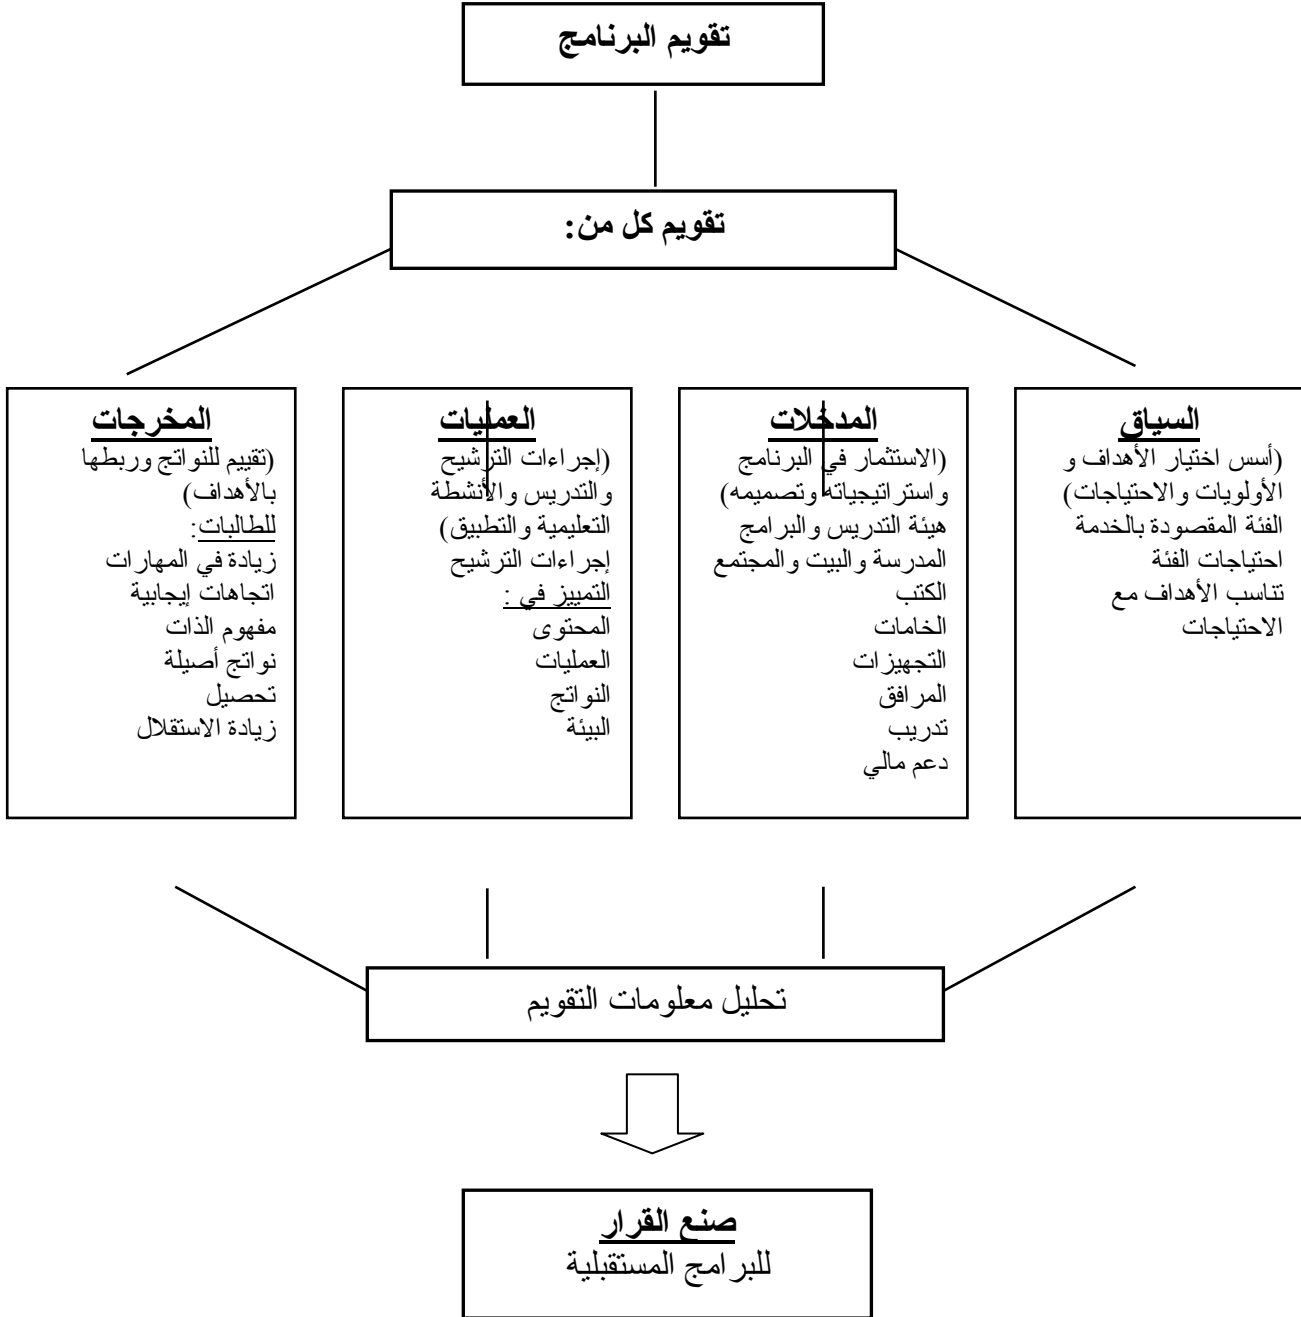 تقويم البرنامج
تقويم كل من:
السياق
(أسس اختيار الأهداف و
الأولويات والاحتياجات)
الفئة المقصودة بالخدمة
احتياجات الفئة
تناسب الأهداف مع
الاحتياجات
المدخلات
(الاستثمار في البرنامج
واستراتيجياته وتصميمه)
هيئة التدريس والبرامج
المدرسة والبيت والمجتمع
الكتب
الخامات
التجهيزات
المرافق
تدريب
دعم مالي
العمليات
(إجراءات الترشيح
والتدريس والأنشطة
التعليمية والتطبيق)
إجراءات الترشيح
التمييز في :
المحتوى
العمليات
النواتج
البيئة
المخرجات
(تقييم للنواتج وربطها
بالأهداف)
للطالبات:
زيادة في المهارات
اتجاهات إيجابية
مفهوم الذات
نواتج أصيلة
تحصيل
زيادة الاستقلال
تحليل معلومات التقويم
صنع القرار
للبرامج المستقبلية